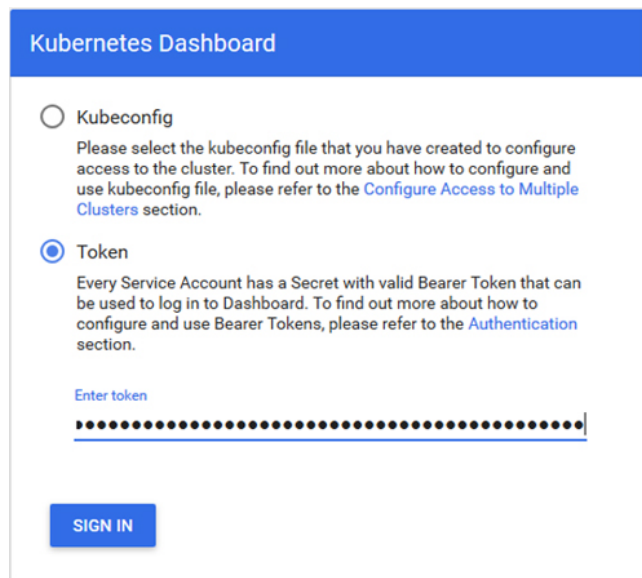 Kubernetes Dashboard
Kubeconfig
Please select the kubeconfig file that you have created to configure
access to the cluster. To find out more about how to configure and
use kubeconfig file, please refer to the Configure Access to Multiple
Clusters section.
Token
Every Service Account has a Secret with valid Bearer Token that can
be used to log in to Dashboard. To find out more about how to
configure and use Bearer Tokens, please refer to the Authentication
section.
Enter token
SIGN IN